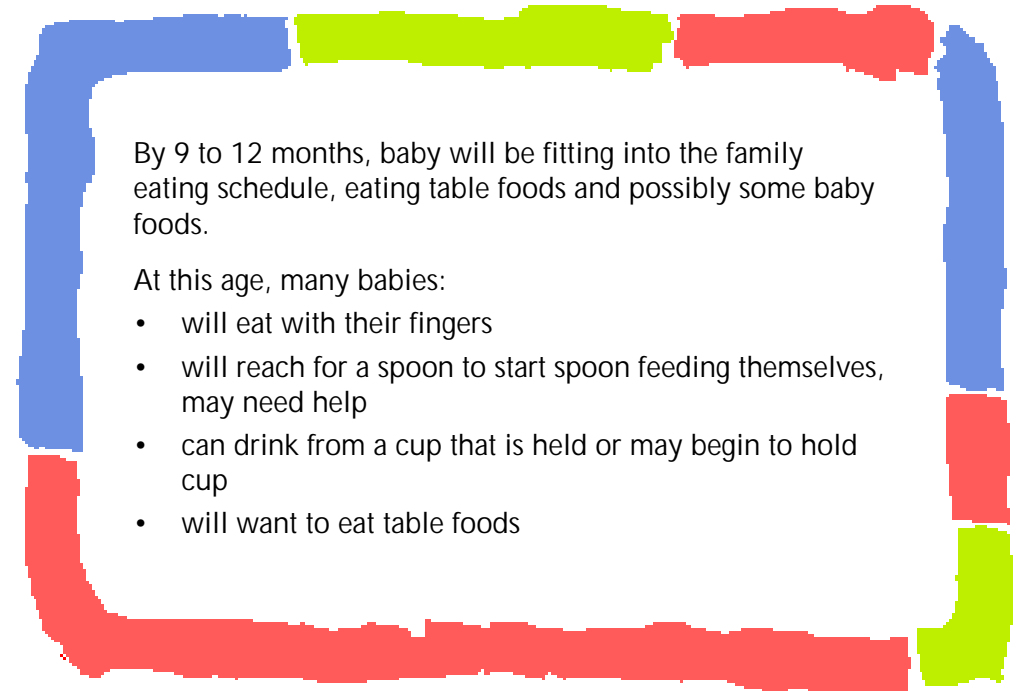 By 9 to 12 months, baby will be fitting into the family
eating schedule, eating table foods and possibly some baby
foods.
At this age, many babies:
• will eat with their fingers
• will reach for a spoon to start spoon feeding themselves,
may need help
• can drink from a cup that is held or may begin to hold
cup
• will want to eat table foods